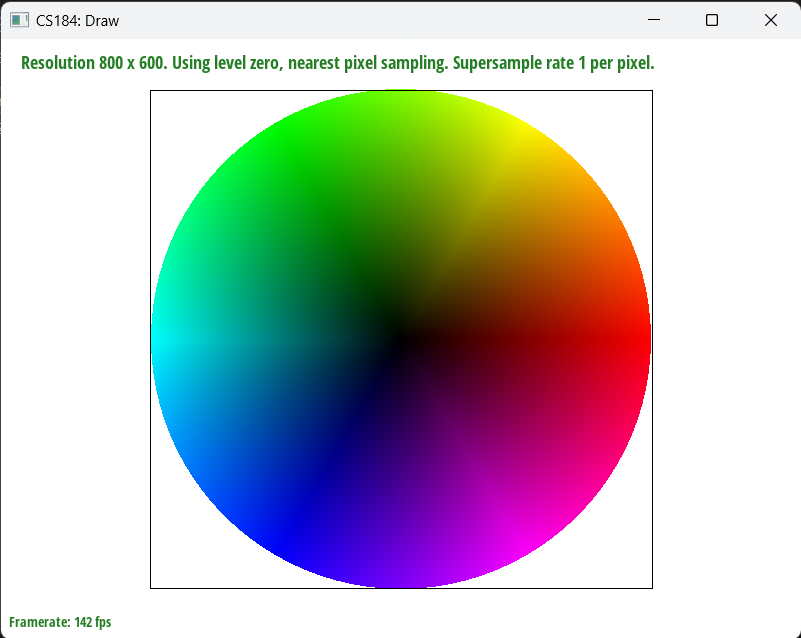 CS184: Draw
Resolution 800 x 600. Using level zero, nearest pixel sampling. Supersample rate 1 per pixel.
Framerate: 142 fps